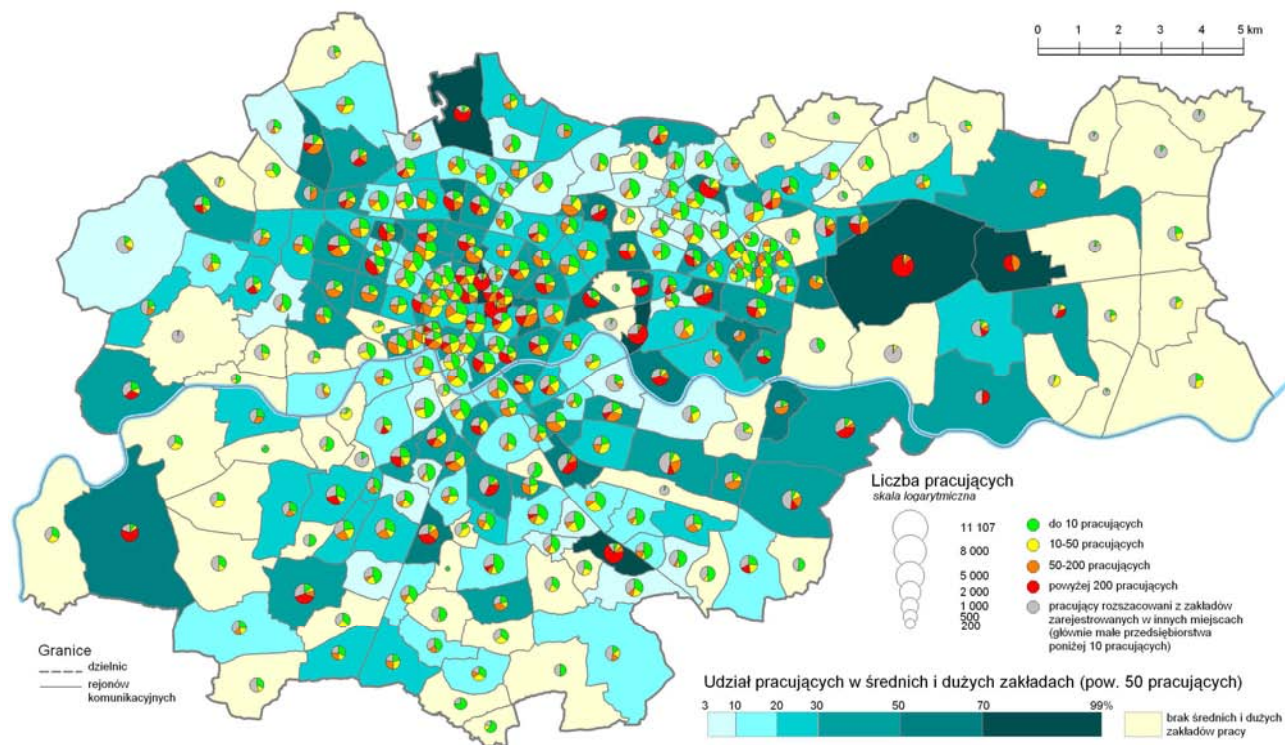 0 1 2 3 4 5 km
Liczba pracujących
skala logarytmiczna
11 107
8 000
5 000
2 000
1 000
500
200
do 10 pracujących
10-50 pracujących
50-200 pracujących
powyżej 200 pracujących
pracujący rozszacowani z zakładów
zarejestrowanych w innych miejscach
(głównie małe przedsiębiorstwa
poniżej 10 pracujących)
Granice
dzielnic
rejonów
komunikacyjnych
Udział pracujących w średnich i dużych zakładach (pow. 50 pracujących)
3 10 20 30 50 70 99%
brak średnich i dużych
zakładów pracy